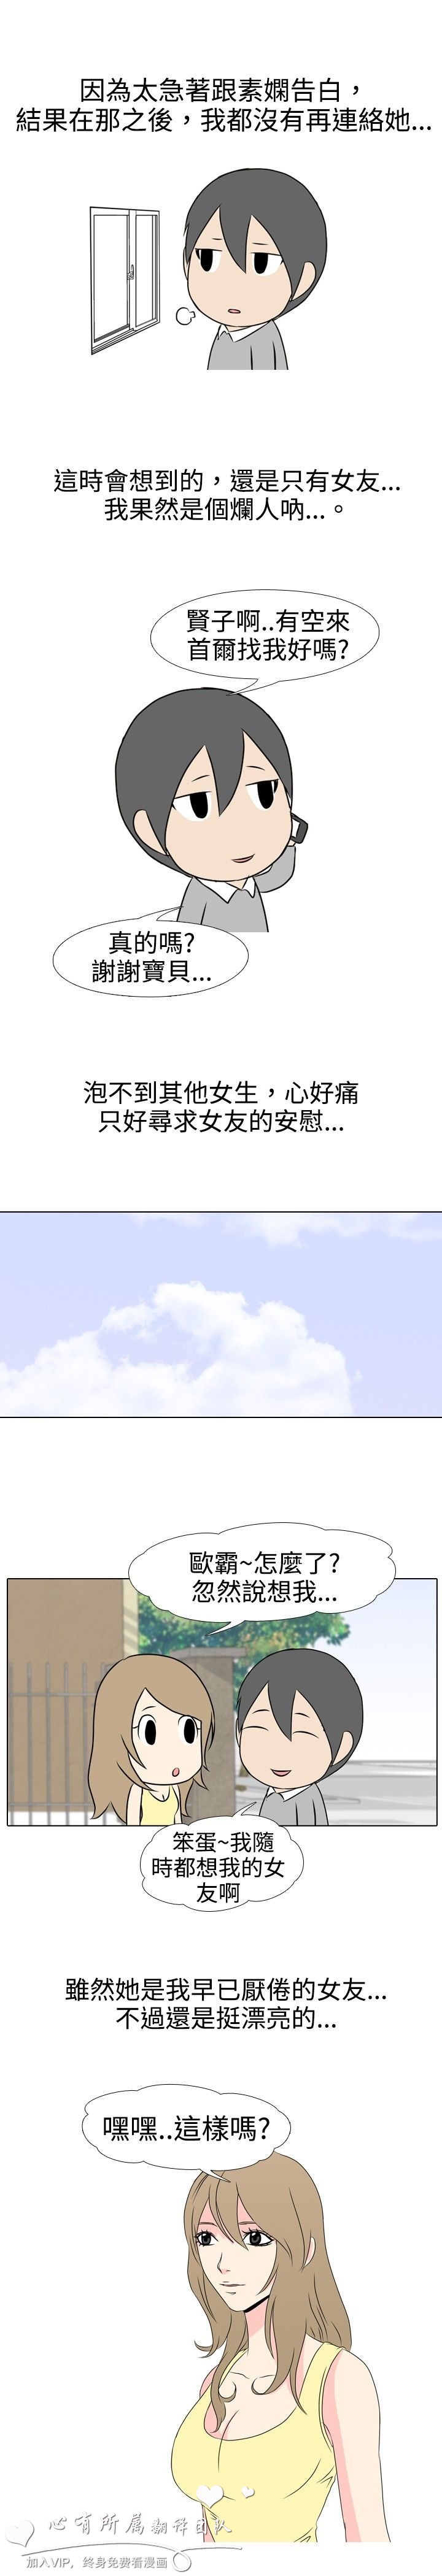 因為太急著跟素嫻告白，
結果在那之後，我都沒有再連絡她...
這時會想到的，還是只有女友...
我果然是個爛人吶...。
賢子啊..有空來
首爾找我好嗎?
真的嗎?
謝謝寶貝...
泡不到其他女生，心好痛
只好尋求女友的安慰...
歐霸~怎麼了?
忽然說想我...
笨蛋~我隨
時都想我的女
友啊
雖然她是我早已厭倦的女友...
不過還是挺漂亮的...
嘿嘿..這樣嗎?
心有所属翻译团队
加入VIP，终身免费看漫画